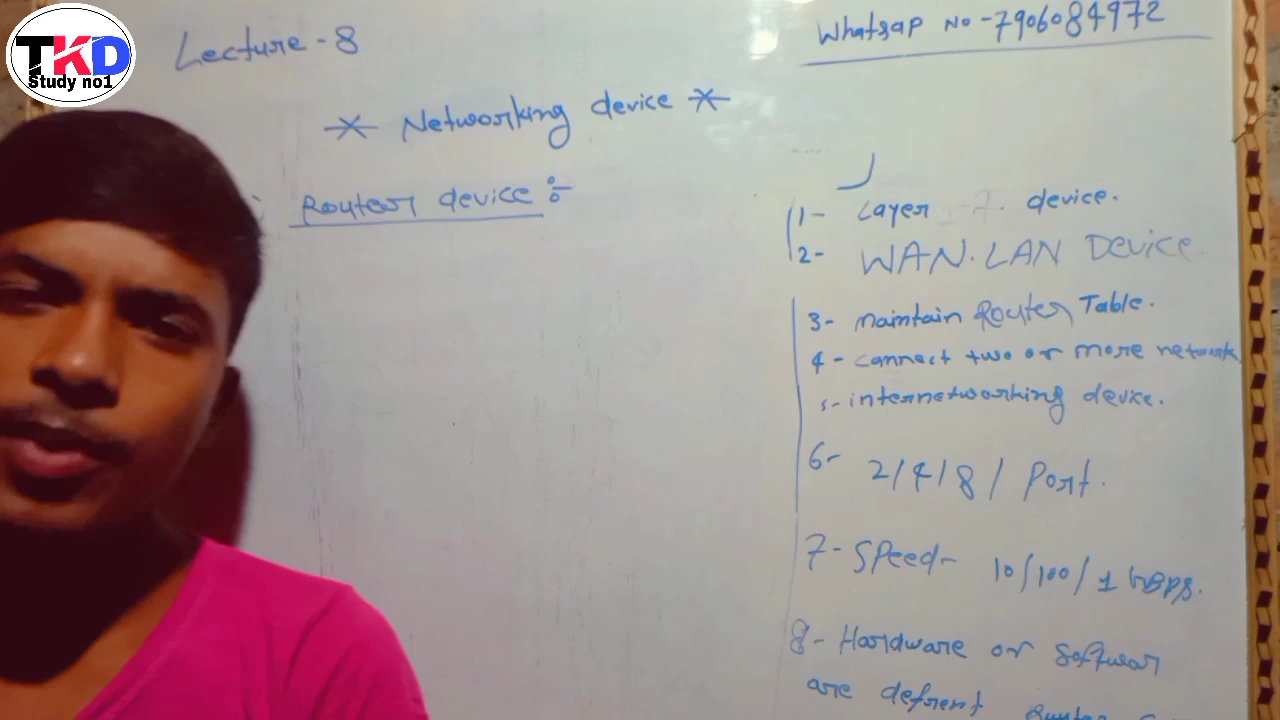 TKD
Study no1
Lecture - 8
Whatsap No - 7906084972
* Networking device *
Router device :-
1- Layer 7. device.
2- WAN. LAN Device
3- maintain Router Table.
4- connect two or more network
5- internetworking device.
6- 2/4/8/ Port.
7- Speed- 10/100/1 GBPS.
8- Hardware or Softwar
are defrent